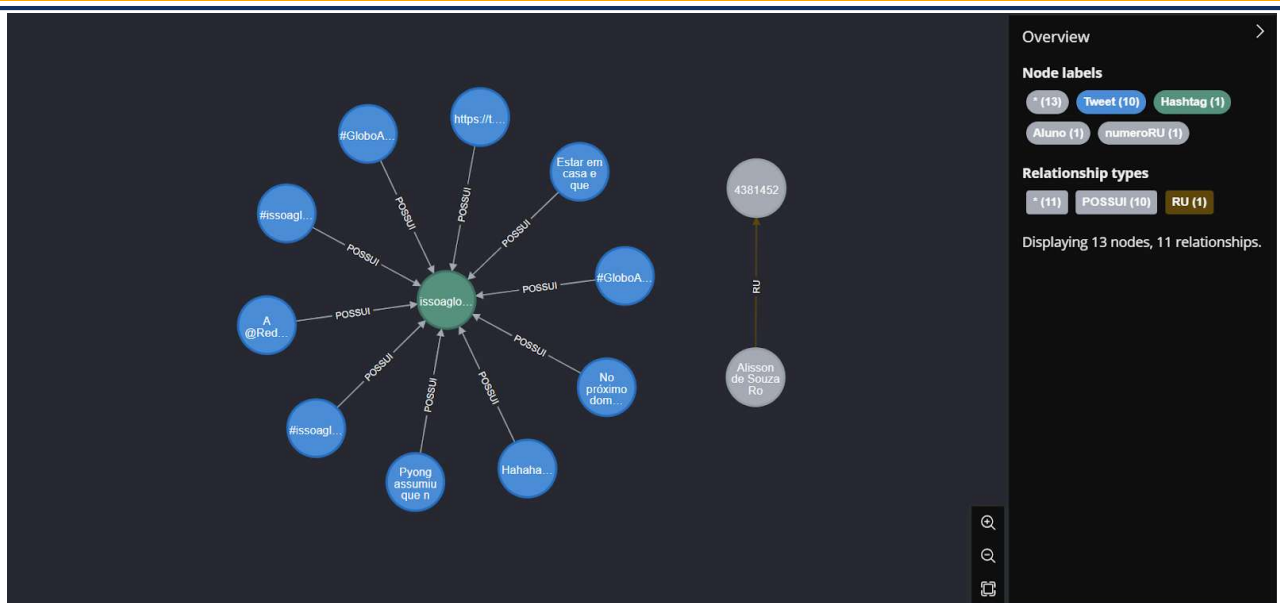 https://t....
#GloboA...
Estar em
casa e
que
#issoagl...
#GloboA...
issoaglo...
A
@Red...
No
próximo
dom...
#issoagl...
Hahaha...
Pyong
assumiu
que n
POSSUI
POSSUI
POSSUI
POSSUI
POSSUI
POSSUI
POSSUI
POSSUI
POSSUI
POSSUI
4381452
RU
Alisson
de Souza
Ro
Overview
Node labels
* (13) Tweet (10) Hashtag (1)
Aluno (1) numeroRU (1)
Relationship types
* (11) POSSUI (10) RU (1)
Displaying 13 nodes, 11 relationships.